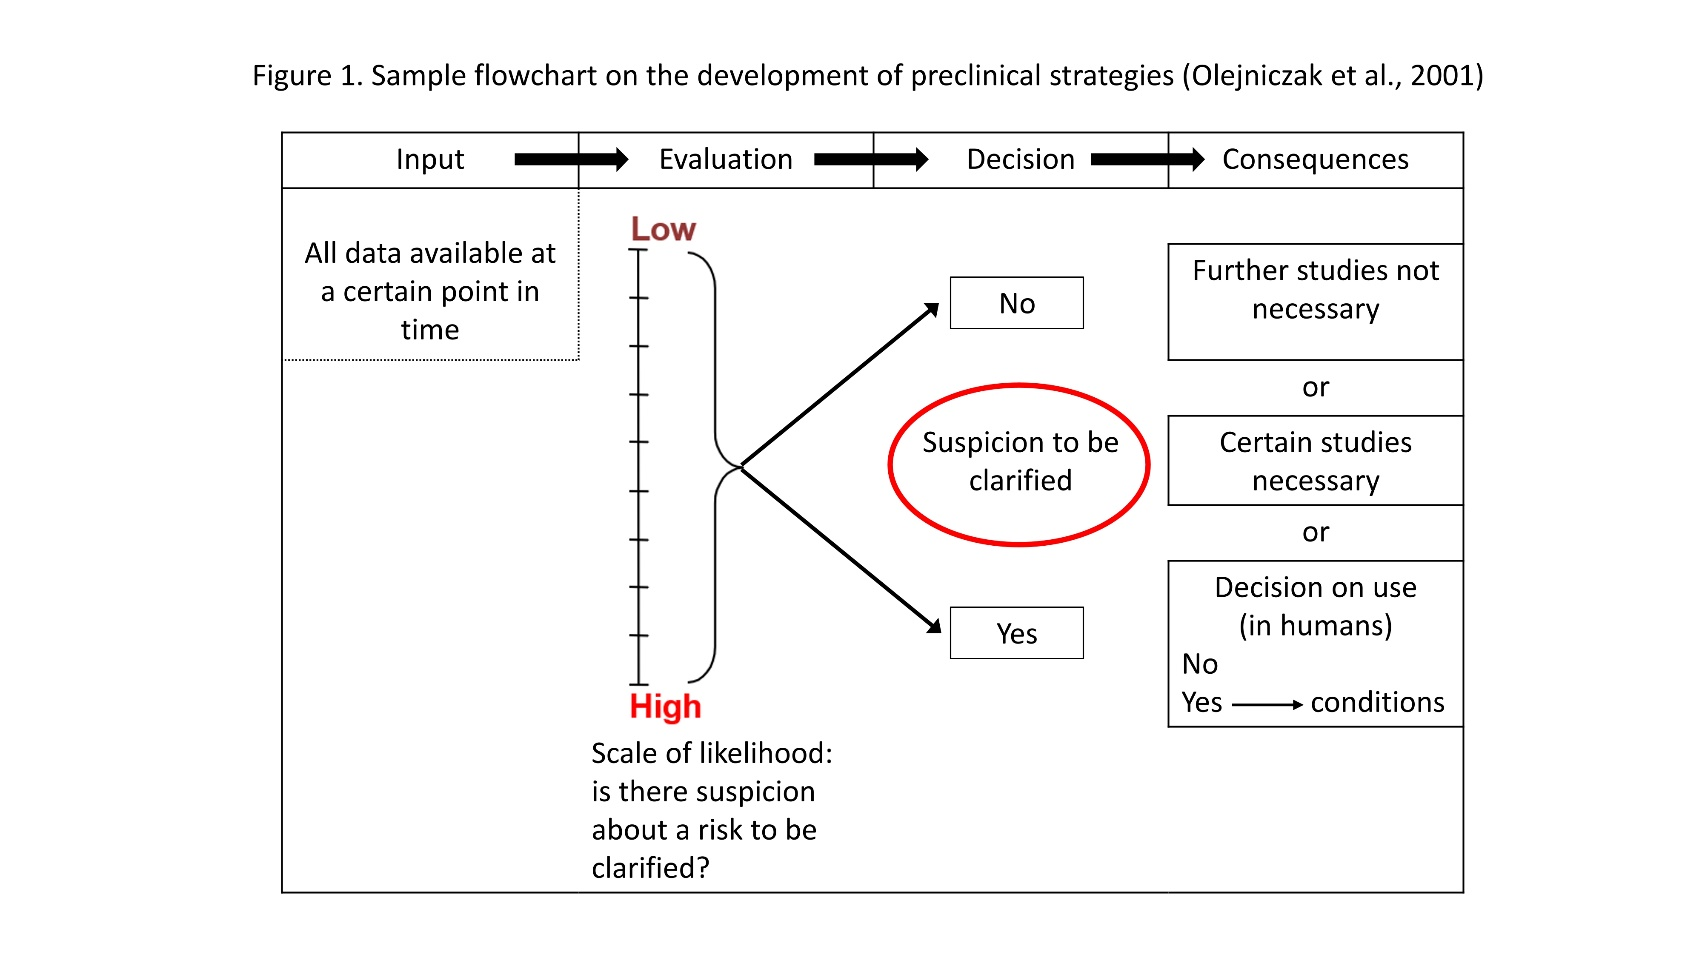 Figure 1. Sample flowchart on the development of preclinical strategies (Olejniczak et al., 2001)
Input
Evaluation
Decision
Consequences
All data available at
a certain point in
time
Low
High
Scale of likelihood:
is there suspicion
about a risk to be
clarified?
No
Suspicion to be
clarified
Yes
Further studies not
necessary
or
Certain studies
necessary
or
Decision on use
(in humans)
No
Yes conditions